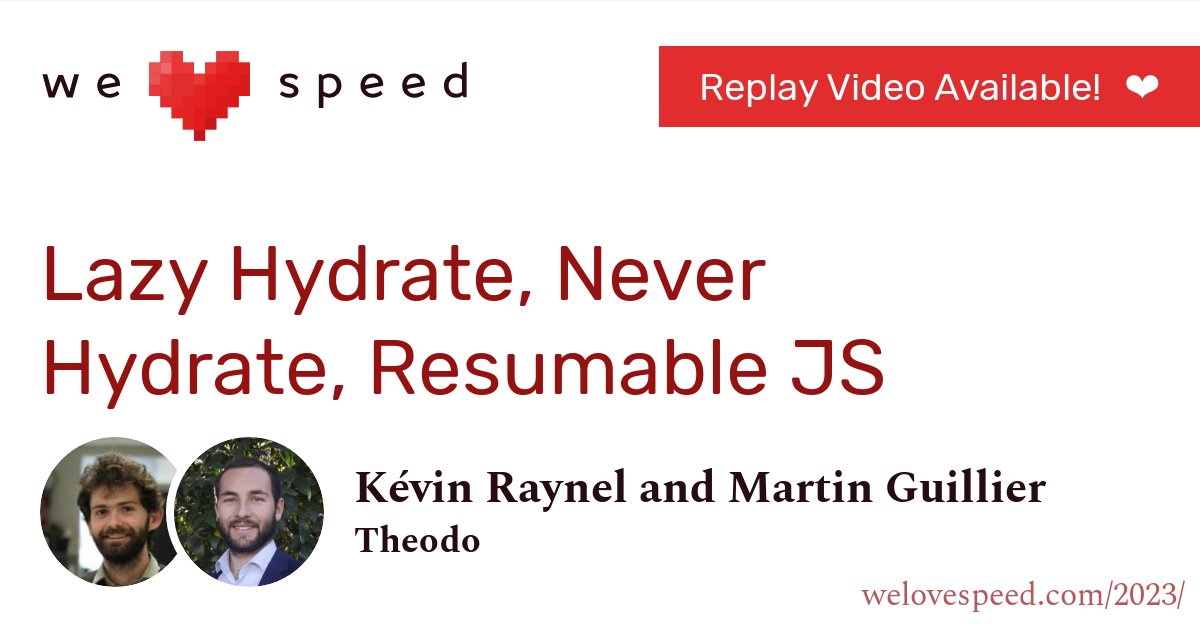 we ❤ speed
Replay Video Available! ❤
Lazy Hydrate, Never
Hydrate, Resumable JS
Kévin Raynel and Martin Guillier
Theodo
welovespeed.com/2023/